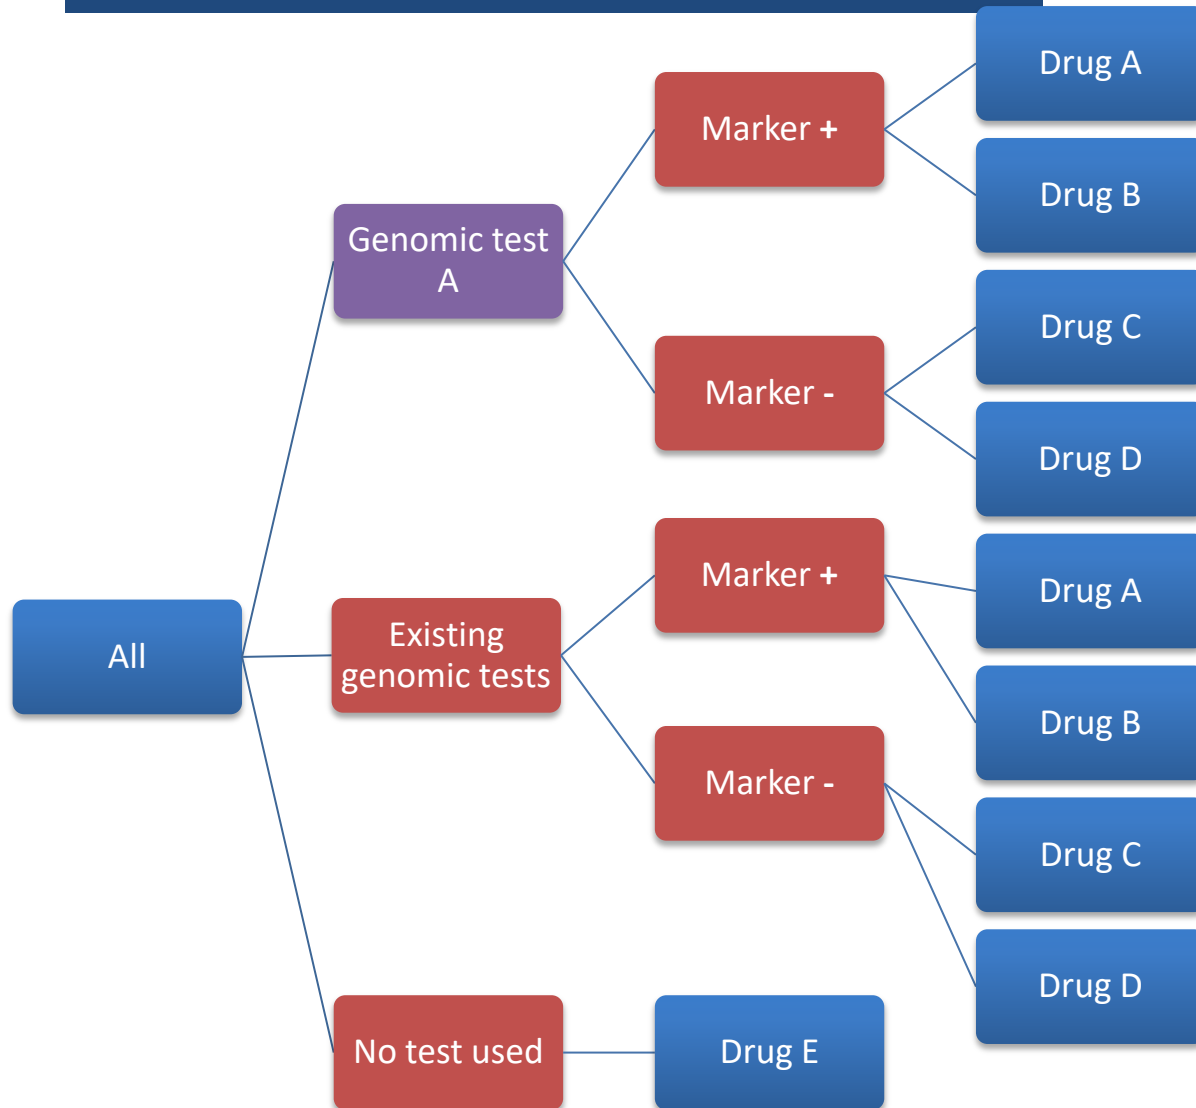 All
Genomic test
A
Marker +
Drug A
Drug B
Marker -
Drug C
Drug D
Existing
genomic tests
Marker +
Drug A
Drug B
Marker -
Drug C
Drug D
No test used
Drug E